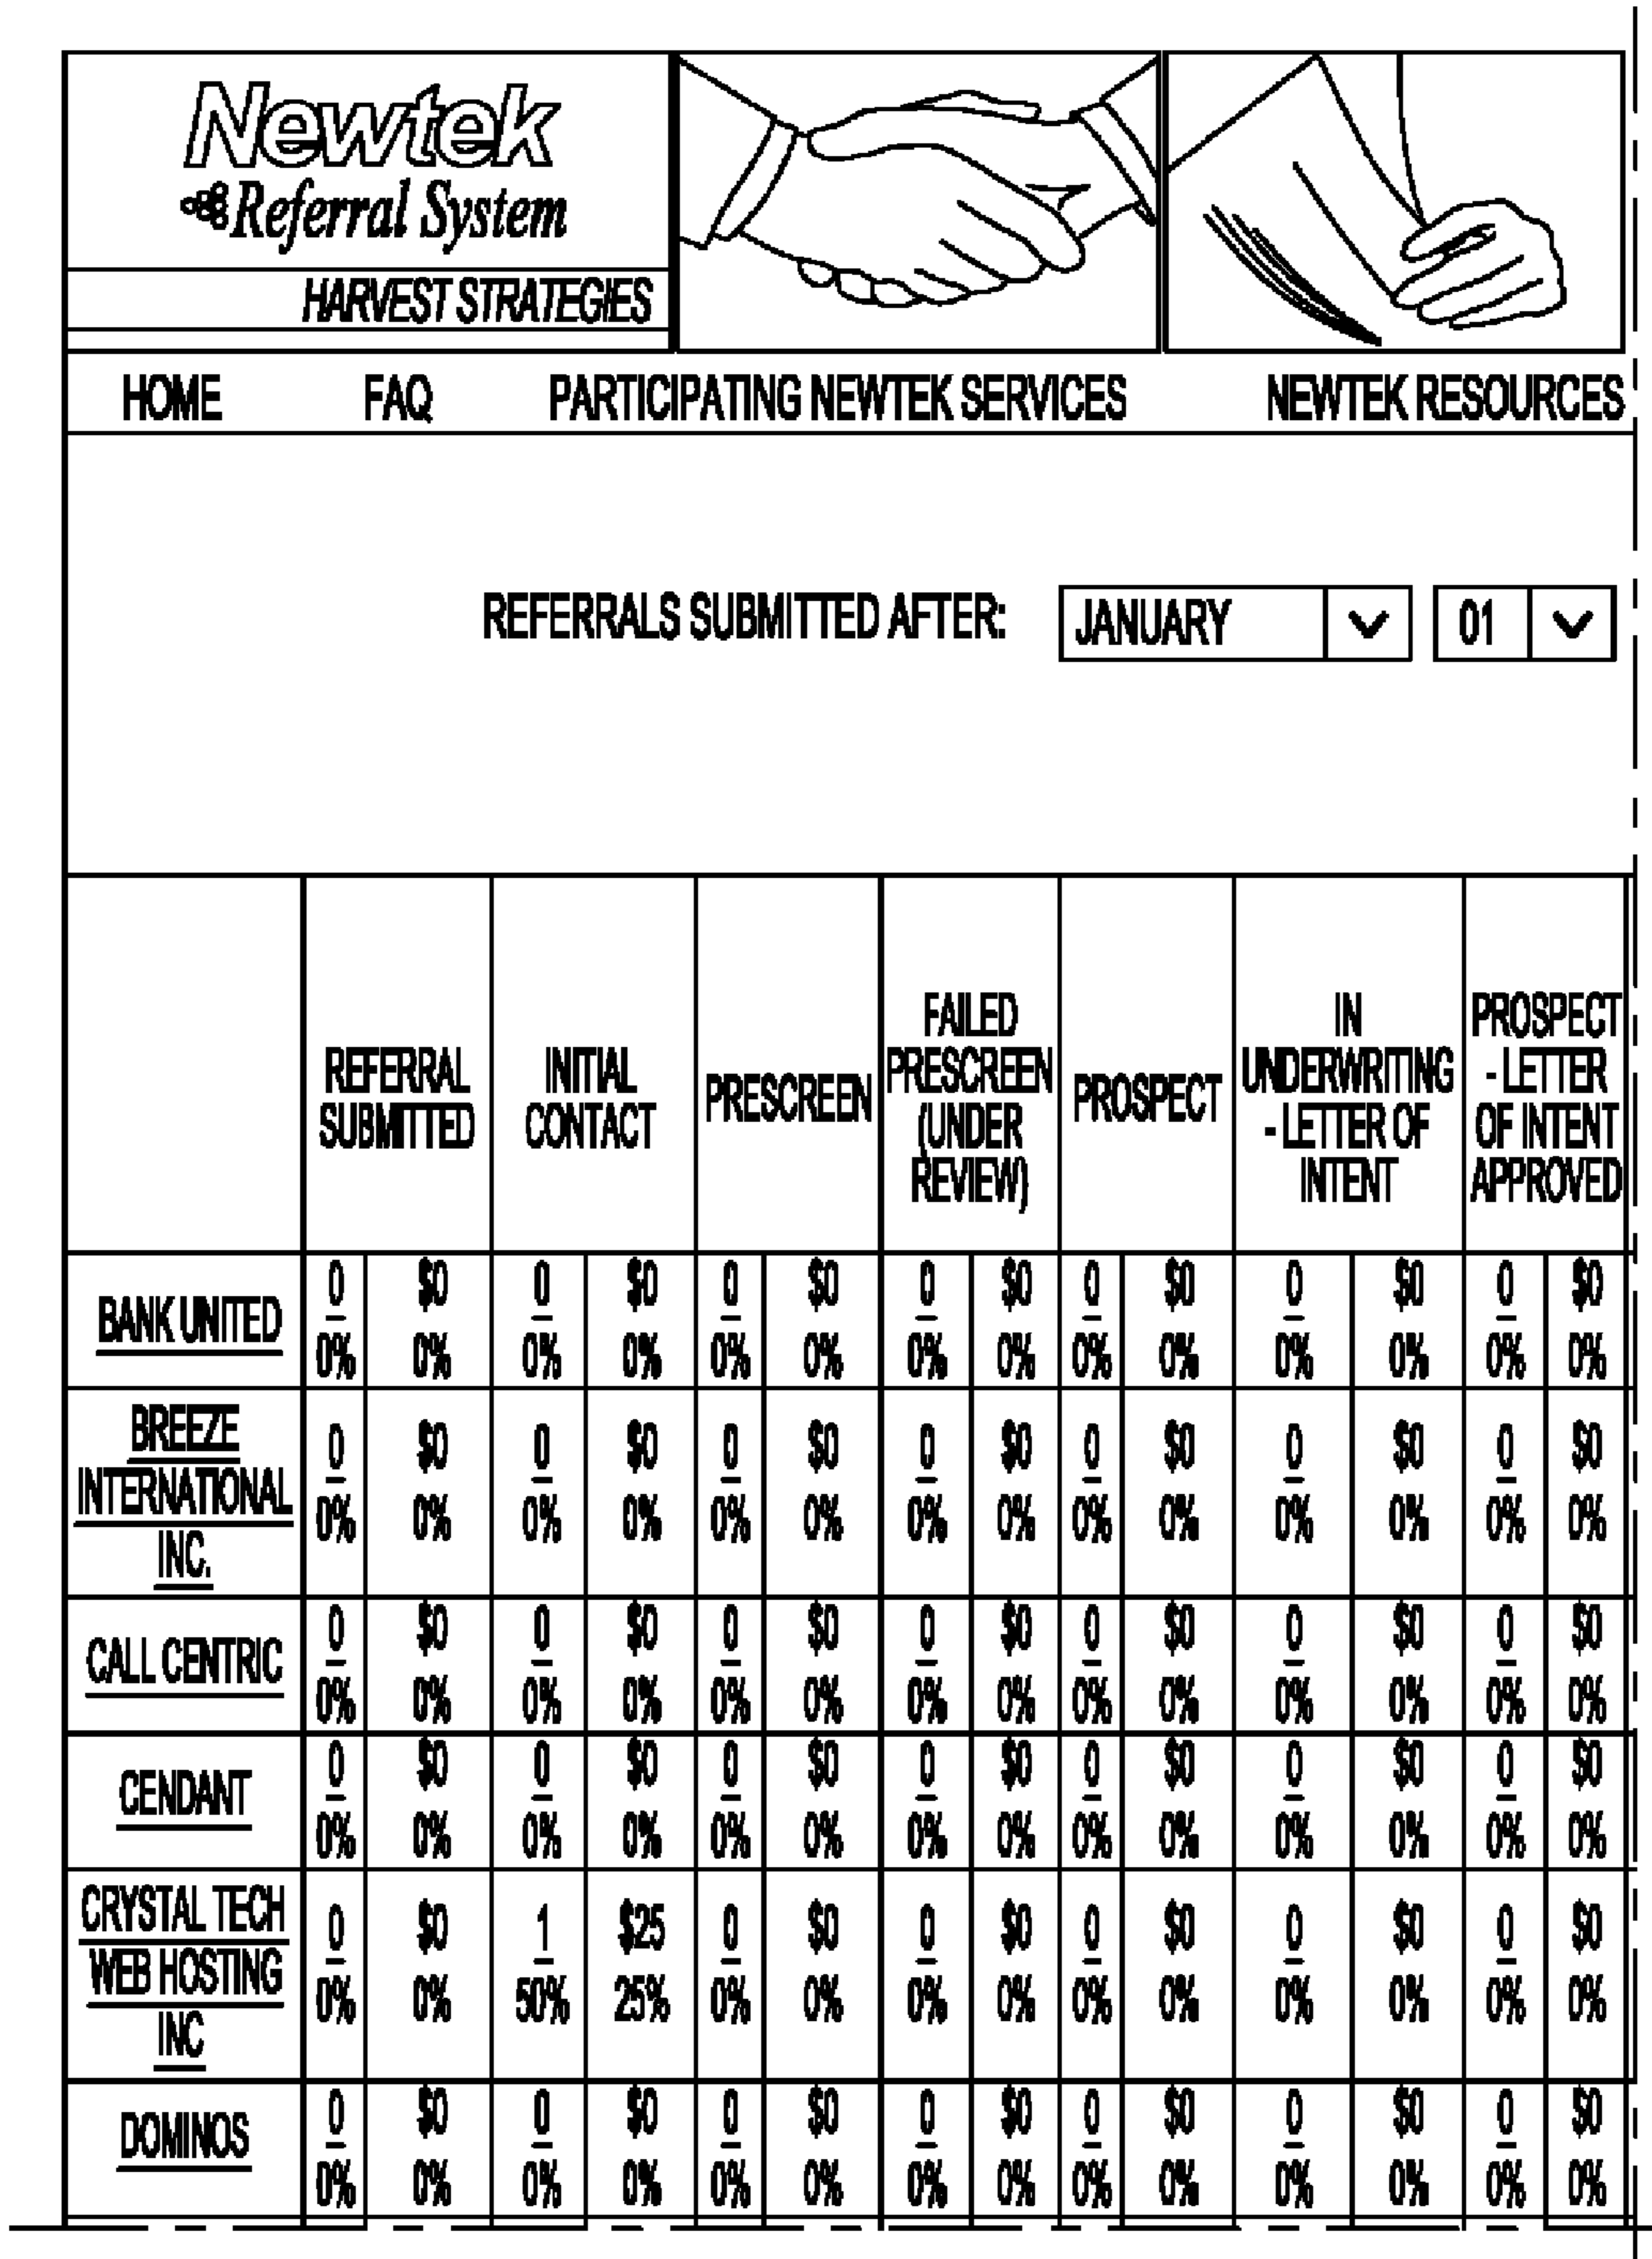 Newtek
Referral System
HARVEST STRATEGIES
HOME FAQ PARTICIPATING NEWTEK SERVICES NEWTEK RESOURCES
REFERRALS SUBMITTED AFTER: JANUARY 01
REFERRAL
SUBMITTED
INITIAL
CONTACT
PRESCREEN
FAILED
PRESCREEN
(UNDER
REVIEW)
PROSPECT
IN
UNDERWRITING
- LETTER OF
INTENT
PROSPECT
- LETTER
OF INTENT
APPROVED
BANK UNITED
0 $0 0 $0 0 $0 0 $0 0 $0 0 $0 0 $0
0% 0% 0% 0% 0% 0% 0% 0% 0% 0% 0% 0% 0% 0%
BREEZE
INTERNATIONAL
INC.
0 $0 0 $0 0 $0 0 $0 0 $0 0 $0 0 $0
0% 0% 0% 0% 0% 0% 0% 0% 0% 0% 0% 0% 0% 0%
CALL CENTRIC
0 $0 0 $0 0 $0 0 $0 0 $0 0 $0 0 $0
0% 0% 0% 0% 0% 0% 0% 0% 0% 0% 0% 0% 0% 0%
CENDANT
0 $0 0 $0 0 $0 0 $0 0 $0 0 $0 0 $0
0% 0% 0% 0% 0% 0% 0% 0% 0% 0% 0% 0% 0% 0%
CRYSTAL TECH
WEB HOSTING
INC
0 $0 1 $25 0 $0 0 $0 0 $0 0 $0 0 $0
0% 0% 50% 25% 0% 0% 0% 0% 0% 0% 0% 0% 0% 0%
DOMINOS
0 $0 0 $0 0 $0 0 $0 0 $0 0 $0 0 $0
0% 0% 0% 0% 0% 0% 0% 0% 0% 0% 0% 0% 0% 0%